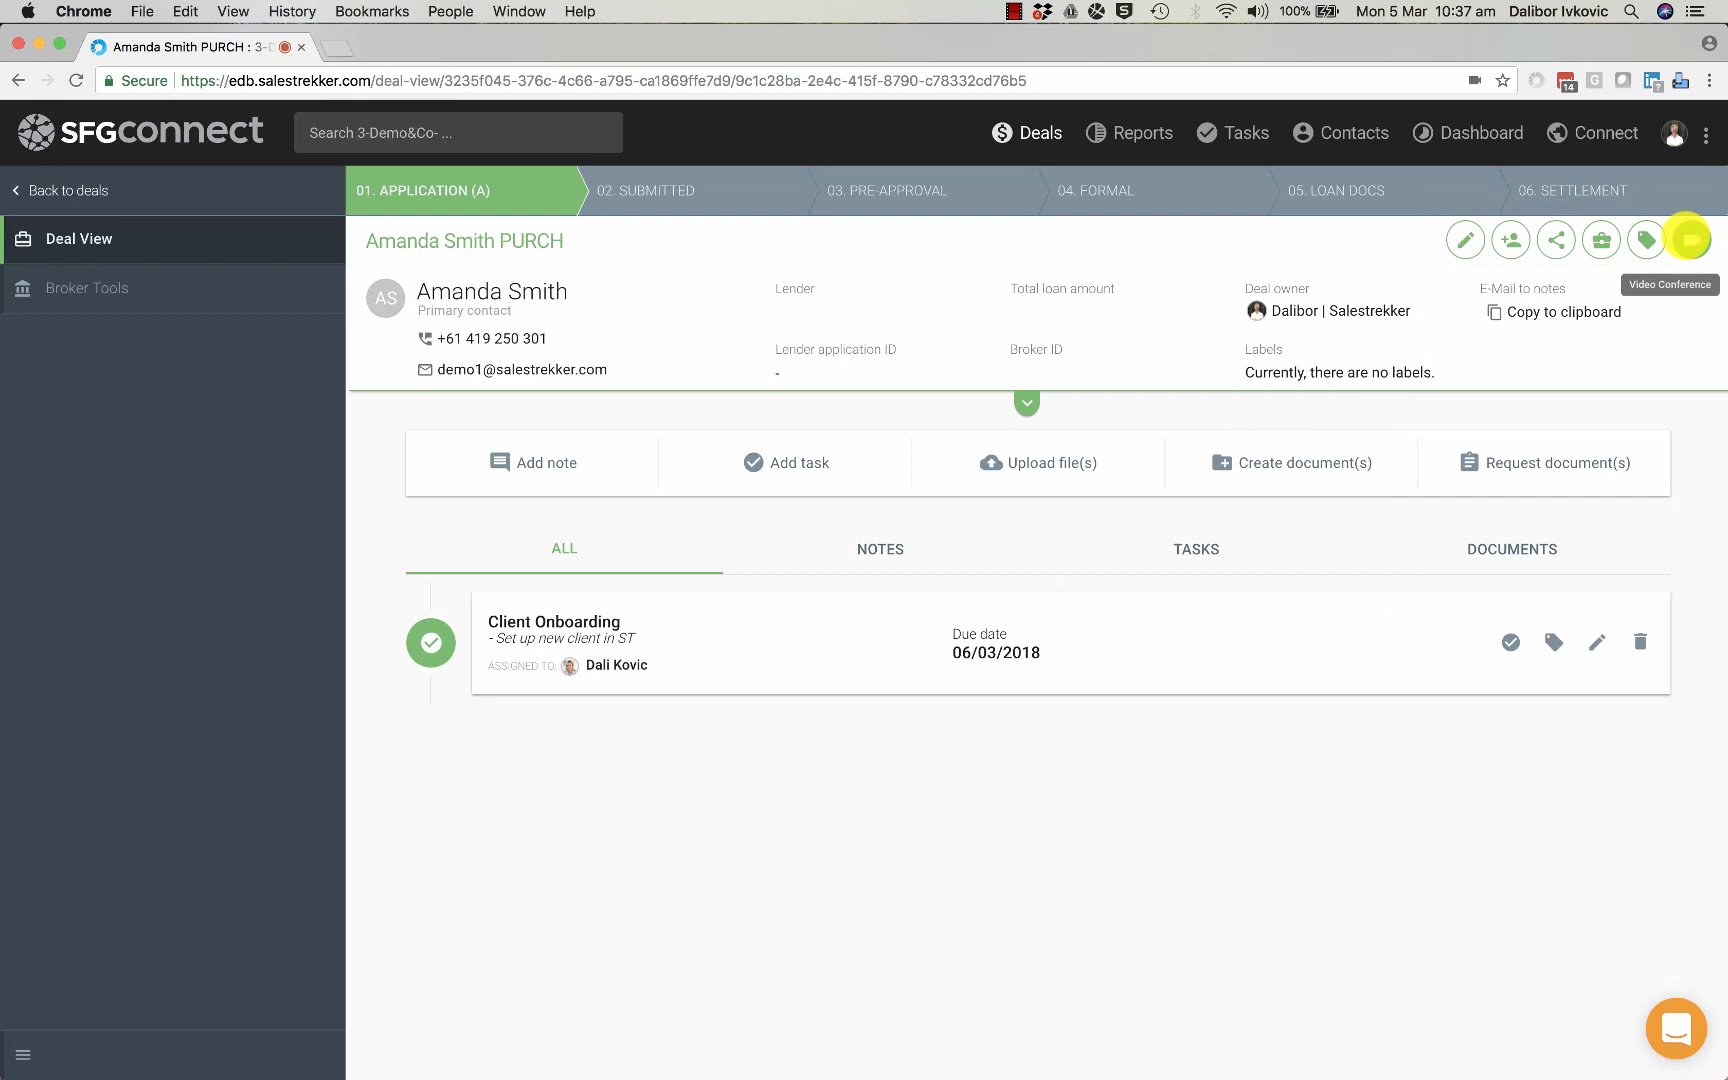 Chrome File Edit View History Bookmarks People Window Help 100% Mon 5 Mar 10:37 am Dalibor Ivkovic
Amanda Smith PURCH : 3-D
Secure https://edb.salestrekker.com/deal-view/3235f045-376c-4c66-a795-ca1869ffe7d9/9c1c28ba-2e4c-415f-8790-c78332cd76b5 14
SFGconnect Search 3-Demo&Co- ... Deals Reports Tasks Contacts Dashboard Connect
Back to deals 01. APPLICATION (A) 02. SUBMITTED 03. PRE-APPROVAL 04. FORMAL 05. LOAN DOCS 06. SETTLEMENT
Deal View Amanda Smith PURCH
Broker Tools
AS Amanda Smith
Primary contact
+61 419 250 301
demo1@salestrekker.com
Lender
Total loan amount
Deal owner
Dalibor | Salestrekker
E-Mail to notes
Copy to clipboard
Video Conference
Lender application ID
-
Broker ID
Labels
Currently, there are no labels.
Add note Add task Upload file(s) Create document(s) Request document(s)
ALL NOTES TASKS DOCUMENTS
Client Onboarding
- Set up new client in ST
ASSIGNED TO: Dali Kovic
Due date
06/03/2018